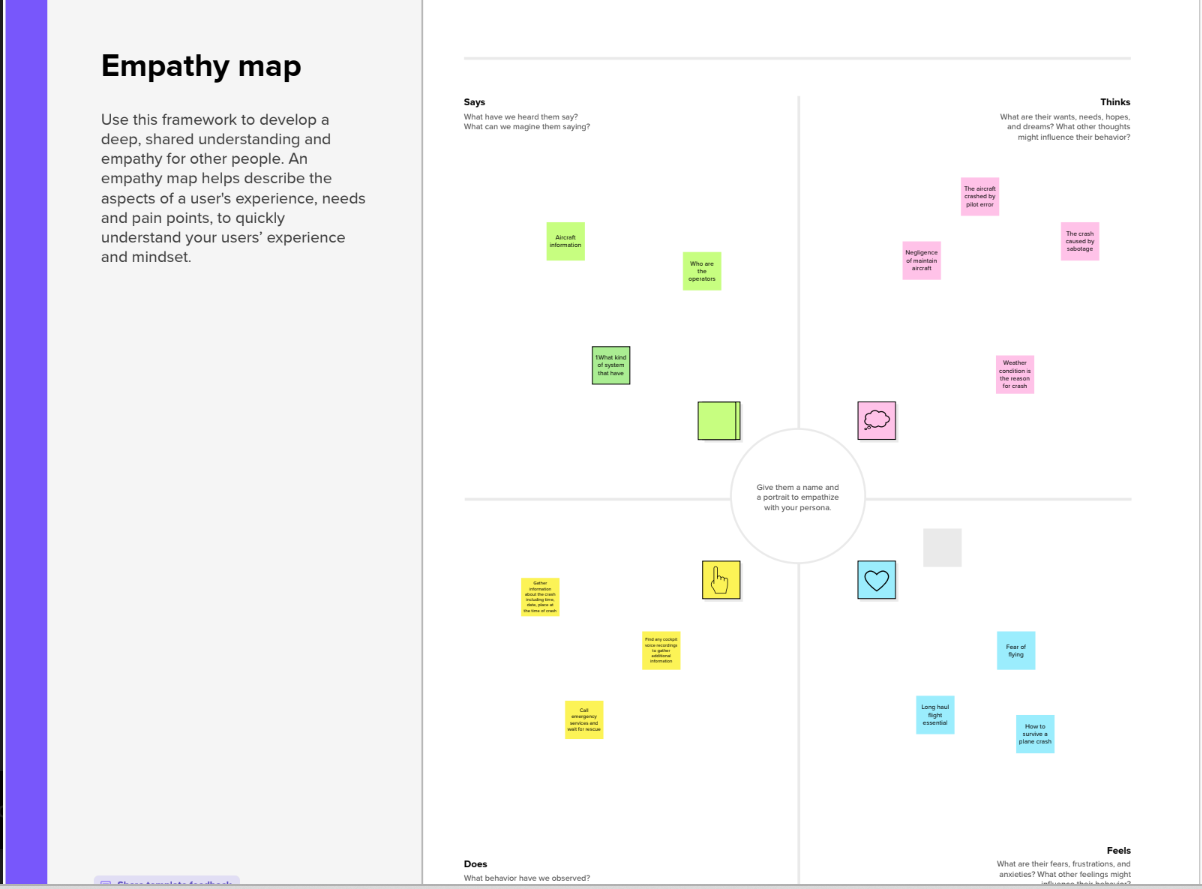 Empathy map
Use this framework to develop a
deep, shared understanding and
empathy for other people. An
empathy map helps describe the
aspects of a user's experience, needs
and pain points, to quickly
understand your users’ experience
and mindset.
Share template feedback
Says
What have we heard them say?
What can we magine them saying?
Aircraft
information
Who are
the
operators
!What kind
of system
that have
Thinks
What are their wants, needs, hopes,
and dreams? What other thoughts
might influence their behavior?
The aircraft
crashed by
pilot error
The crash
caused by
sabotage
Negligence
of maintain
aircraft
Weather
condition is
the reason
for crash
Give them a name and
a portrait to empathize
with your persona.
Gather
information
about the crash
including time,
date, place at
the time of crash
Find any cockpit
voice recordings
to gather
additional
information
Call
emergency
services and
wait for rescue
Does
What behavior have we observed?
Fear of
flying
Long haul
flight
essential
How to
survive a
plane crash
Feels
What are their fears, frustrations, and
anxieties? What other feelings might
influence their behavior?